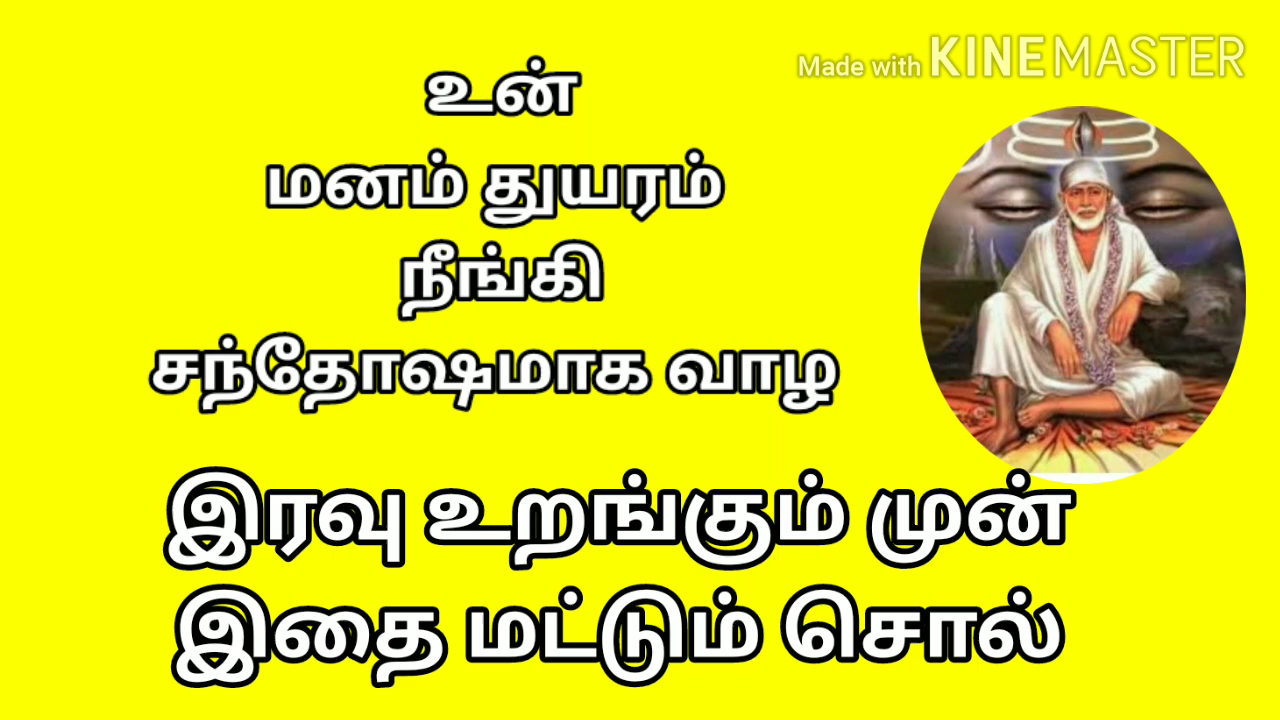 Made with KINEMASTER
உன்
மனம் துயரம்
நீங்கி
சந்தோஷமாக வாழ
இரவு உறங்கும் முன்
இதை மட்டும் சொல்